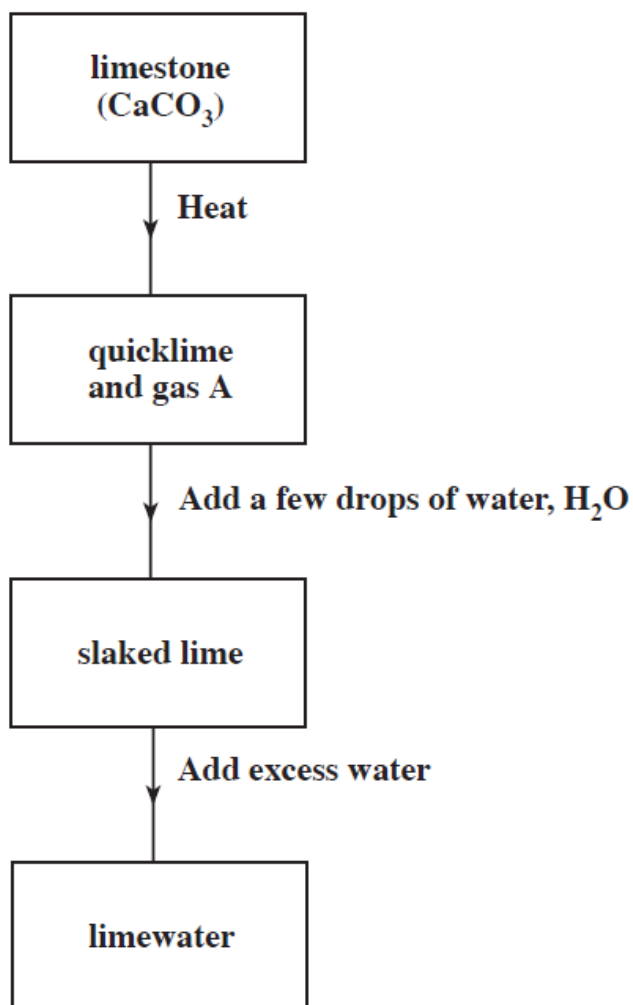 limestone
(CaCO₃)
Heat
quicklime
and gas A
Add a few drops of water, H₂O
slaked lime
Add excess water
limewater